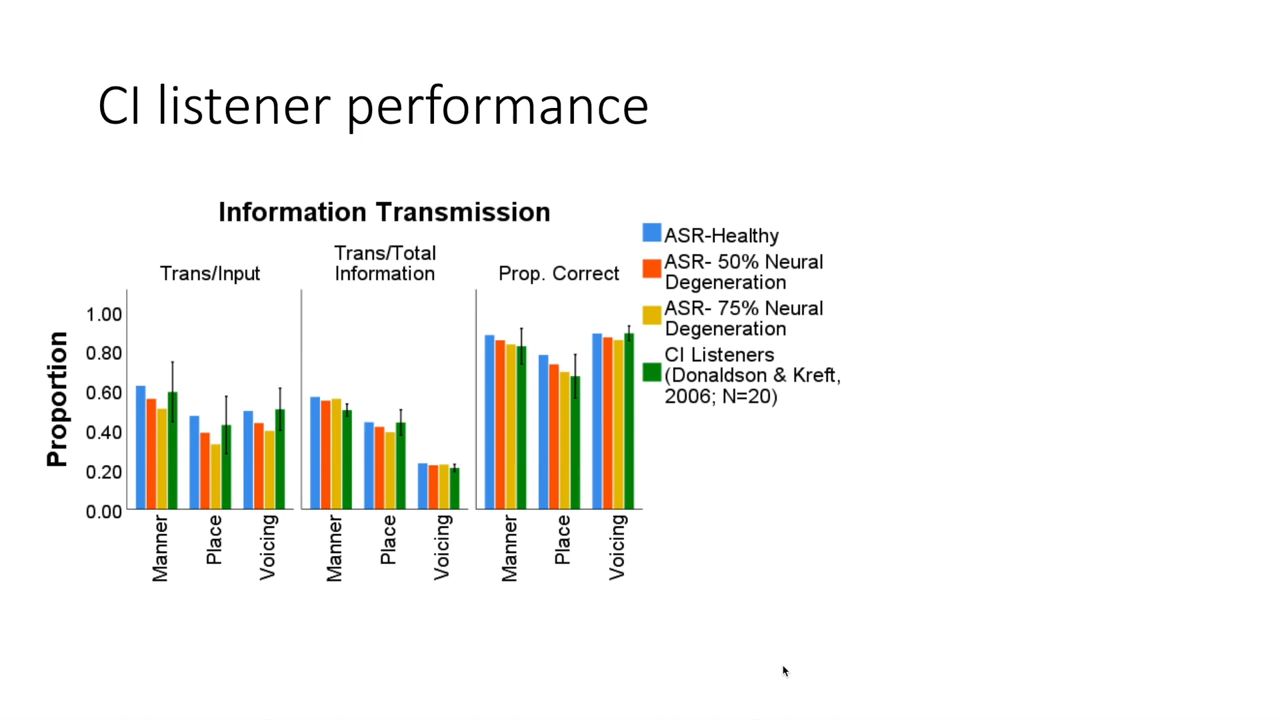 CI listener performance
Information Transmission
Trans/Input
Trans/Total
Information
Prop. Correct
Proportion
1.00
0.80
0.60
0.40
0.20
0.00
Manner
Place
Voicing
Manner
Place
Voicing
Manner
Place
Voicing
ASR-Healthy
ASR- 50% Neural
Degeneration
ASR- 75% Neural
Degeneration
CI Listeners
(Donaldson & Kreft,
2006; N=20)